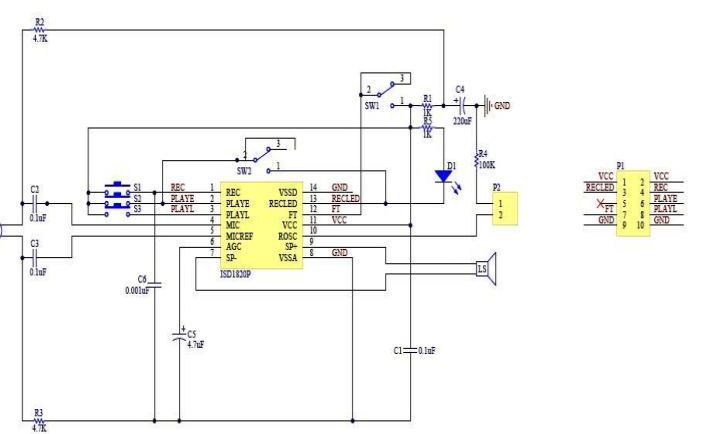 R2
4.7K
3
2
SW1
1
R1
1K
R5
1K
C4
+
220uF
GND
R4
100K
D1
P2
1
2
3
2
SW2
1
S1
S2
S3
REC
PLAYE
PLAYL
1 REC VSSD 14 GND
2 PLAYE RECLED 13 RECLED
3 PLAYL FT 12 FT
4 MIC VCC 11 VCC
5 MICREF ROSC 10
6 AGC SP+ 9
7 SP- VSSA 8 GND
ISD1820P
C2
0.1uF
C3
0.1uF
C6
0.001uF
+
C5
4.7uF
LS
C1
0.1uF
R3
4.7K
P1
VCC 1 2 VCC
RECLED 3 4 REC
5 6 PLAYE
FT 7 8 PLAYL
GND 9 10 GND